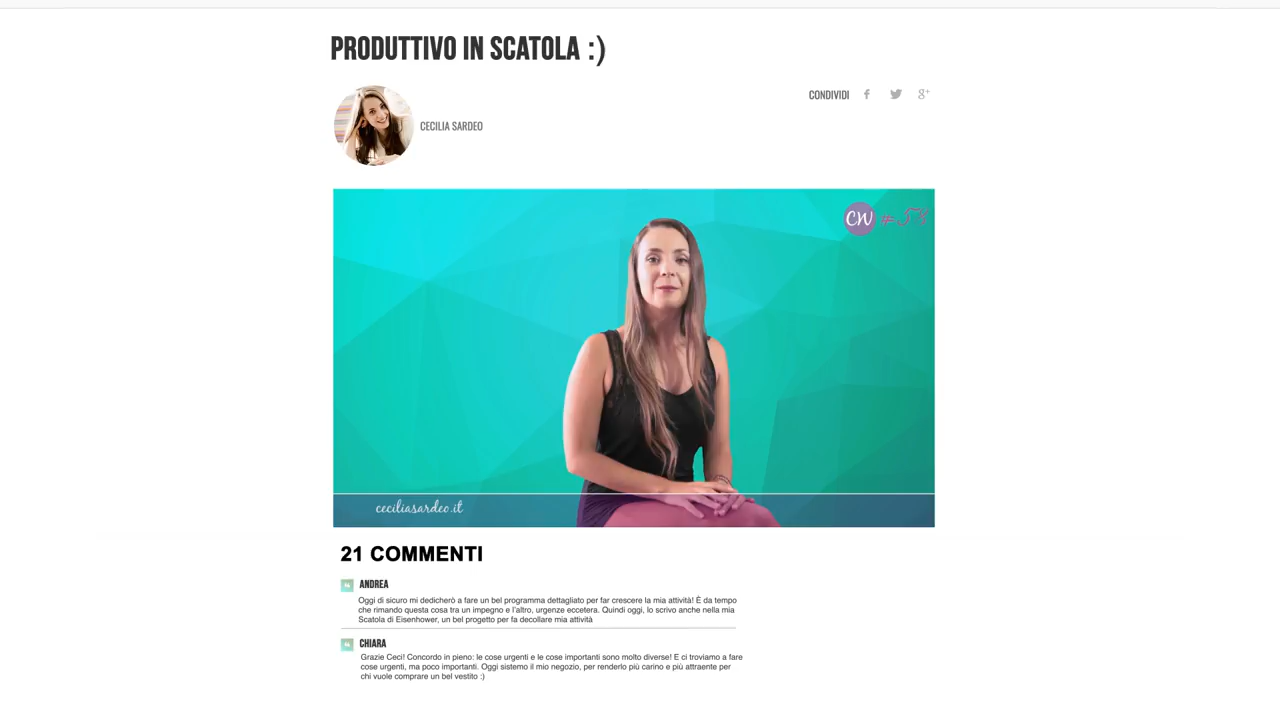 PRODUTTIVO IN SCATOLA :)
CONDIVIDI
CECILIA SARDEO
CW #58
ceciliasardeo.it
21 COMMENTI
ANDREA
Oggi di sicuro mi dedicherò a fare un bel programma dettagliato per far crescere la mia attività! È da tempo
che rimando questa cosa tra un impegno e l'altro, urgenze eccetera. Quindi oggi, lo scrivo anche nella mia
Scatola di Eisenhower, un bel progetto per fa decollare mia attività
CHIARA
Grazie Ceci! Concordo in pieno: le cose urgenti e le cose importanti sono molto diverse! E ci troviamo a fare
cose urgenti, ma poco importanti. Oggi sistemo il mio negozio, per renderlo più carino e più attraente per
chi vuole comprare un bel vestito :)